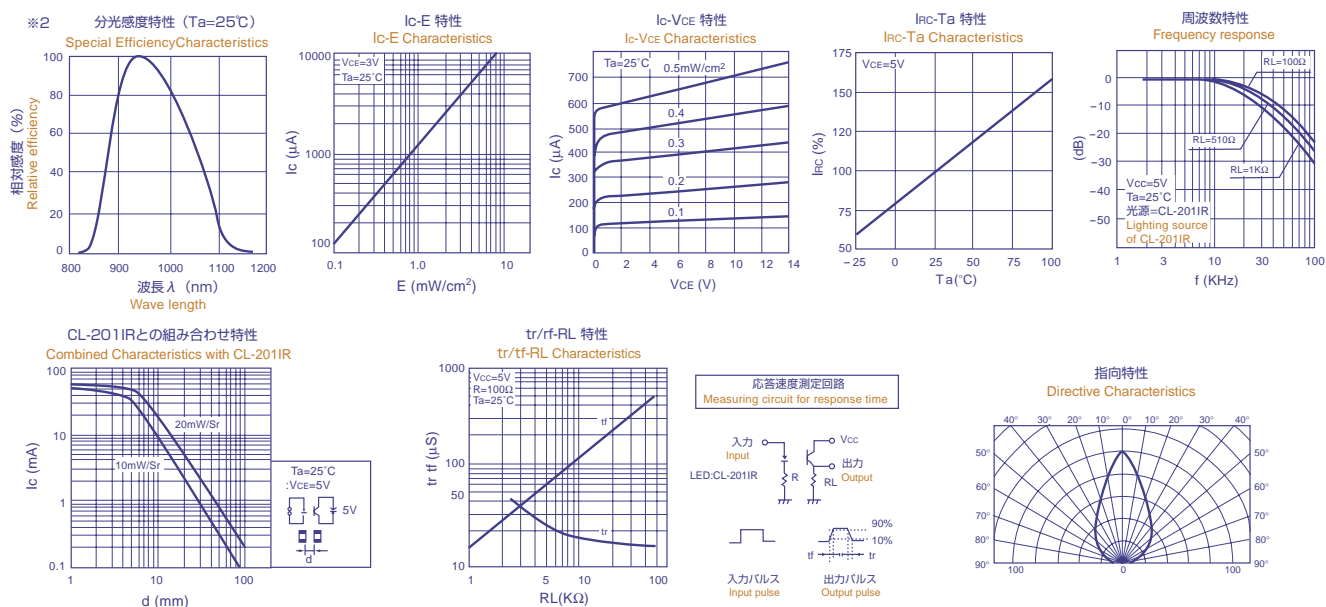 ※2
分光感度特性（Ta=25℃）
Special EfficiencyCharacteristics
相対感度（%）
Relative efficiency
100
80
60
40
20
0
800 900 1000 1100 1200
波長λ（nm）
Wave length
Ic-E 特性
Ic-E Characteristics
VCE=3V
Ta=25°C
Ic (µA)
10000
1000
100
0.1 1.0 10
E (mW/cm²)
Ic-VCE 特性
Ic-VCE Characteristics
Ta=25°C
0.5mW/cm²
0.4
0.3
0.2
0.1
Ic (µA)
700
600
500
400
300
200
100
0
0 2 4 6 8 10 12 14
VCE (V)
IRC-Ta 特性
IRC-Ta Characteristics
VCE=5V
IRC (%)
175
150
120
100
75
50
−25 0 25 50 75 100
Ta(°C)
周波数特性
Frequency response
RL=100Ω
RL=510Ω
RL=1KΩ
Vcc=5V
Ta=25°C
光源=CL-201IR
Lighting source
of CL-201IR
(dB)
0
−10
−20
−30
−40
−50
1 3 10 30 100
f (KHz)
CL-201IRとの組み合わせ特性
Combined Characteristics with CL-201IR
20mW/Sr
10mW/Sr
Ic (mA)
100
10
1
0.1
1 10 100
d (mm)
Ta=25°C
:VCE=5V
5V
d
tr/rf-RL 特性
tr/tf-RL Characteristics
Vcc=5V
R=100Ω
Ta=25°C
tf
tr
tr tf (µS)
1000
500
100
50
10
1 5 10 50 100
RL(KΩ)
応答速度測定回路
Measuring circuit for response time
入力
Input
LED:CL-201IR
R
RL
Vcc
出力
Output
90%
10%
tf tr
入力パルス
Input pulse
出力パルス
Output pulse
指向特性
Directive Characteristics
40° 30° 20° 10° 0° 10° 20° 30° 40°
50° 50°
60° 60°
70° 70°
80° 80°
90° 90°
100 0 100